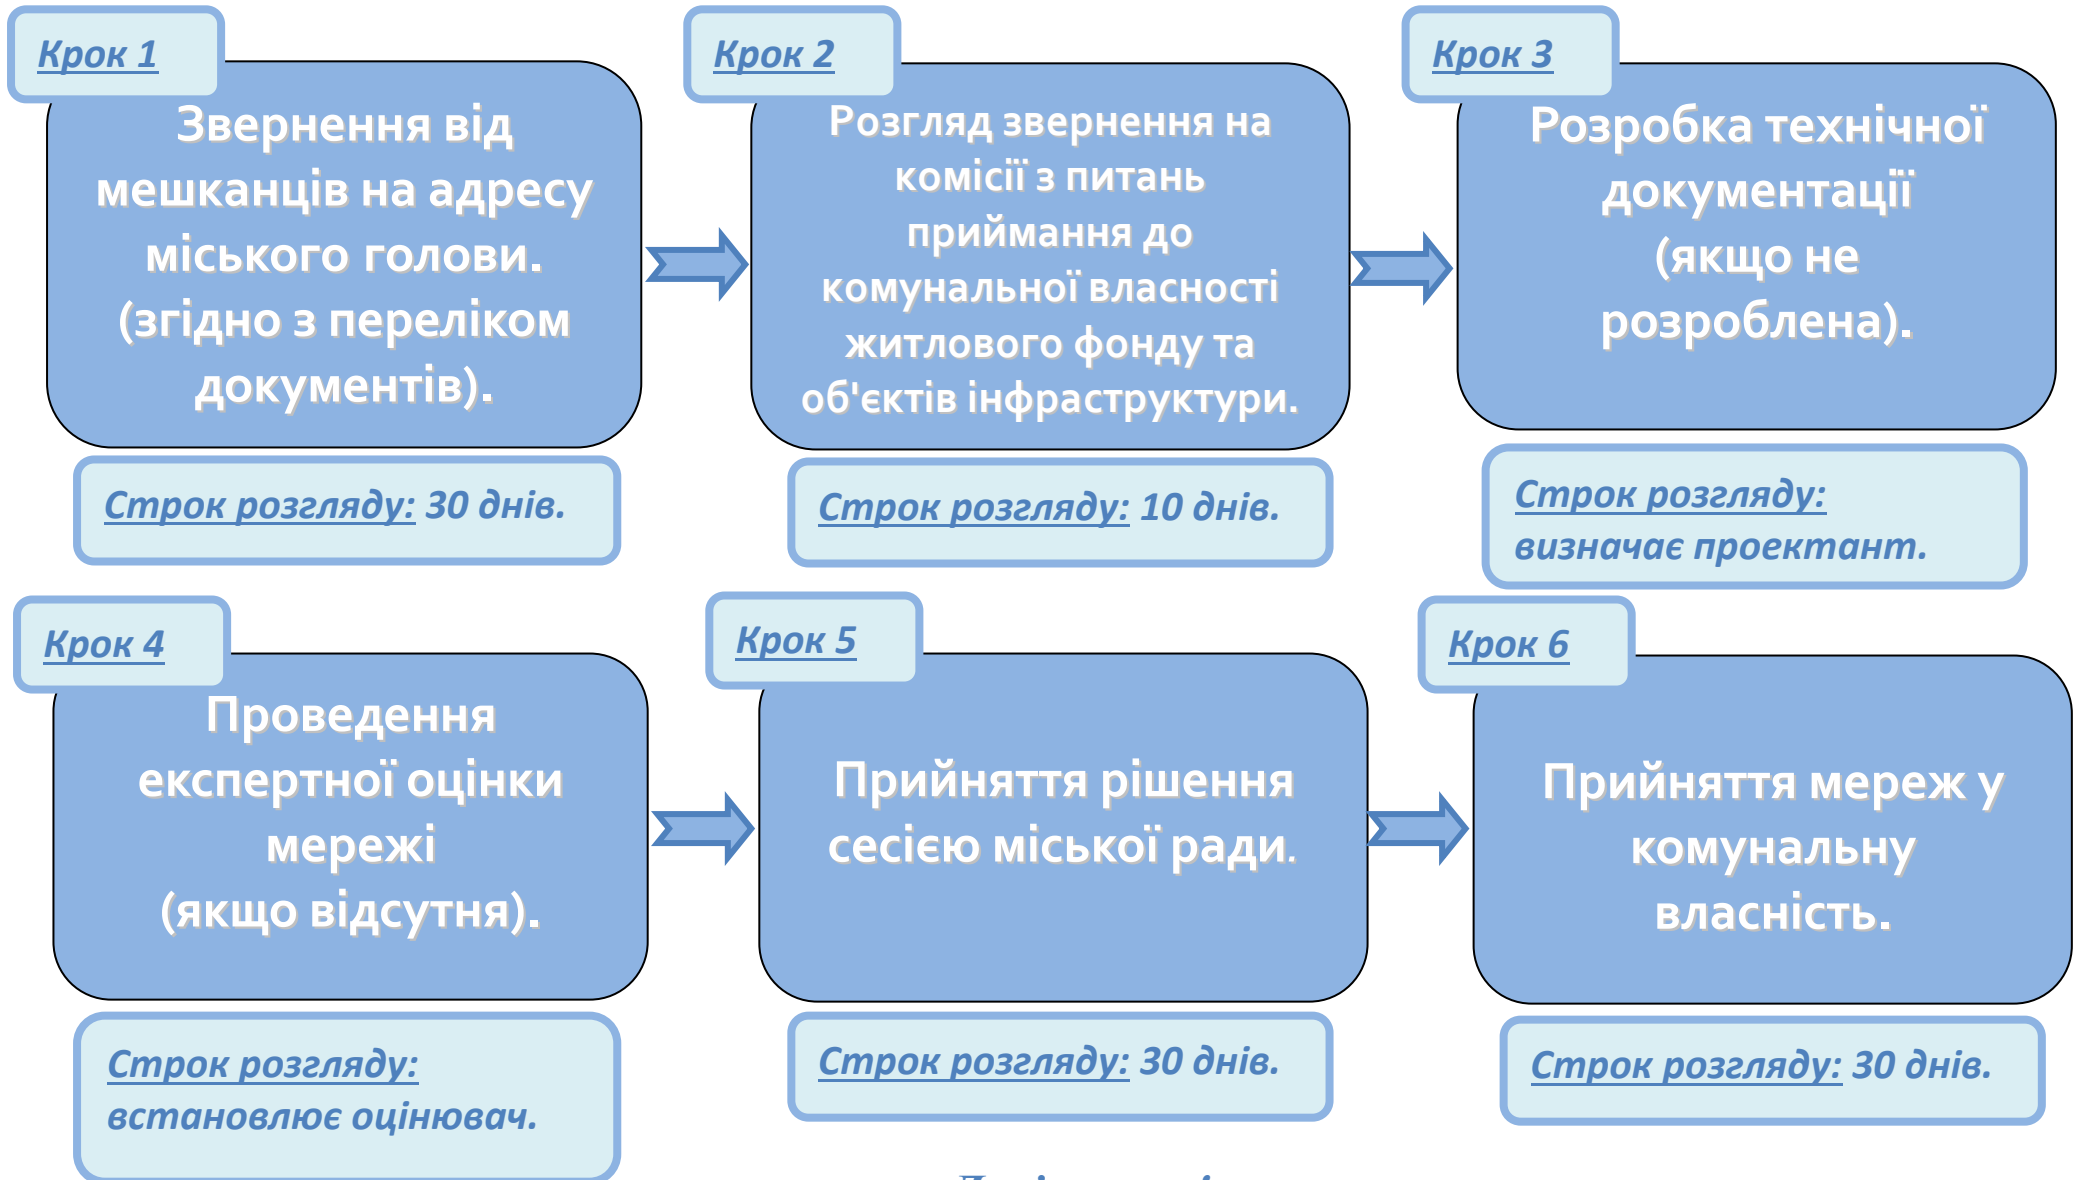 Крок 1
Звернення від
мешканців на адресу
міського голови.
(згідно з переліком
документів).
Строк розгляду: 30 днів.
Крок 2
Розгляд звернення на
комісії з питань
приймання до
комунальної власності
житлового фонду та
об'єктів інфраструктури.
Строк розгляду: 10 днів.
Крок 3
Розробка технічної
документації
(якщо не
розроблена).
Строк розгляду:
визначає проектант.
Крок 4
Проведення
експертної оцінки
мережі
(якщо відсутня).
Строк розгляду:
встановлює оцінювач.
Крок 5
Прийняття рішення
сесією міської ради.
Строк розгляду: 30 днів.
Крок 6
Прийняття мереж у
комунальну
власність.
Строк розгляду: 30 днів.